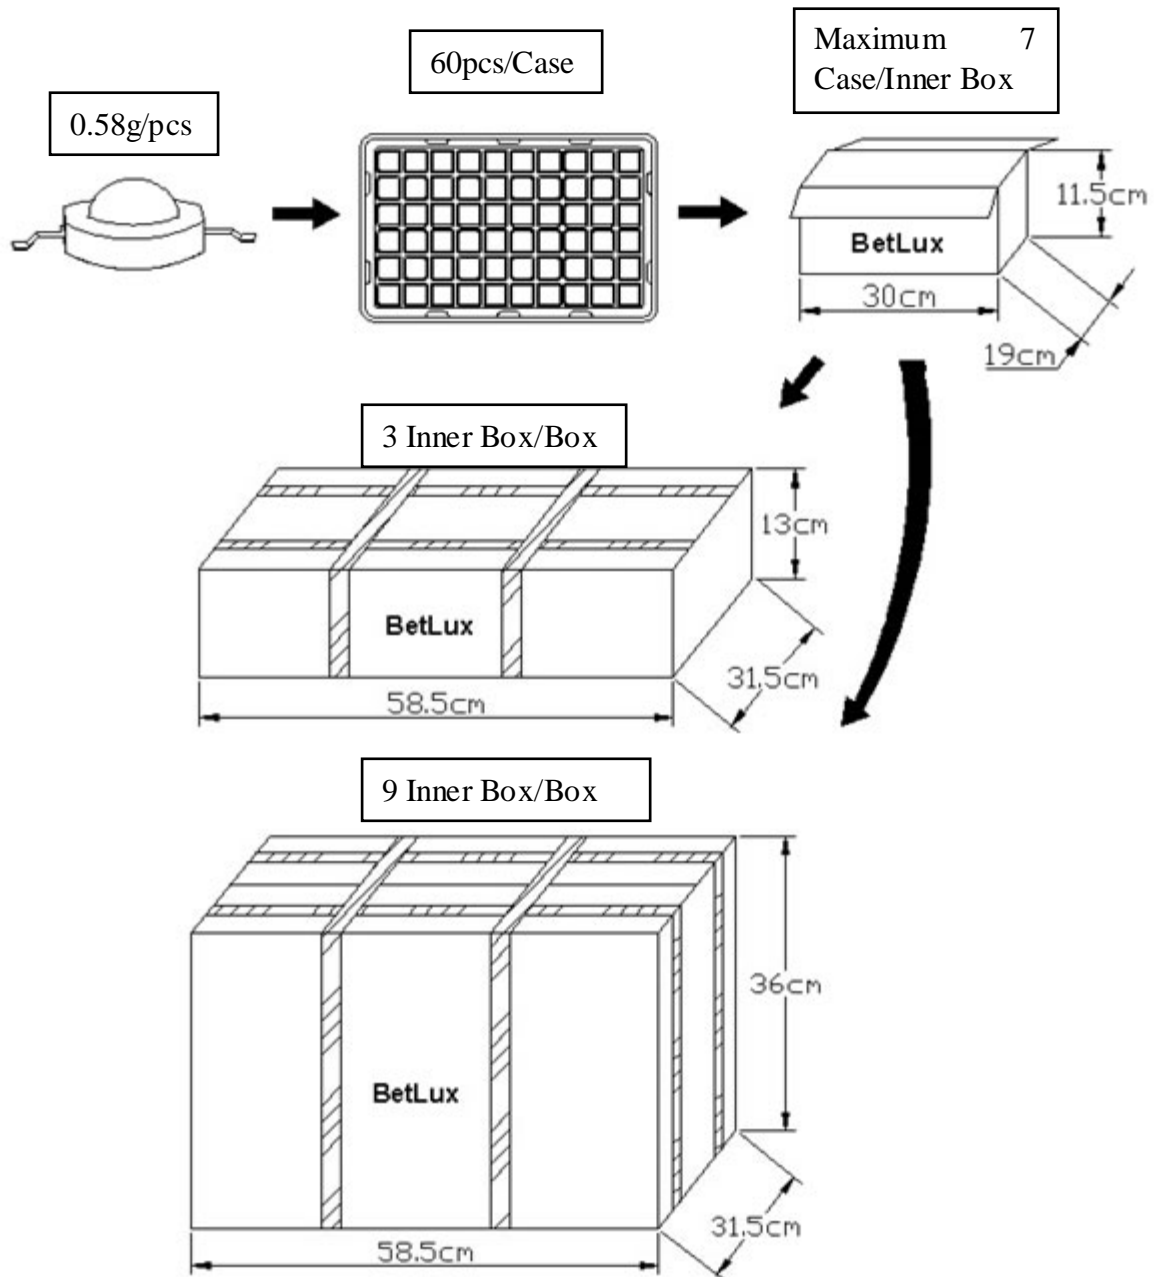 0.58g/pcs
60pcs/Case
Maximum 7
Case/Inner Box
BetLux
11.5cm
30cm
19cm
3 Inner Box/Box
BetLux
13cm
31.5cm
58.5cm
9 Inner Box/Box
BetLux
36cm
31.5cm
58.5cm